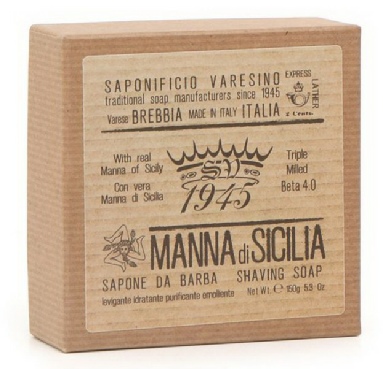 SAPONIFICIO VARESINO
traditional soap manufacturers since 1945
Varese BREBBIA MADE IN ITALY ITALIA
EXPRESS
LATHER
2 Cents.
With real
Manna of Sicily
Con vera
Manna di Sicilia
SV
1945
Triple
Milled
Beta 4.0
MANNA di SICILIA
SAPONE DA BARBA SHAVING SOAP
levigante idratante purificante emolliente Net Wt. ℮ 150g 5.3 Oz